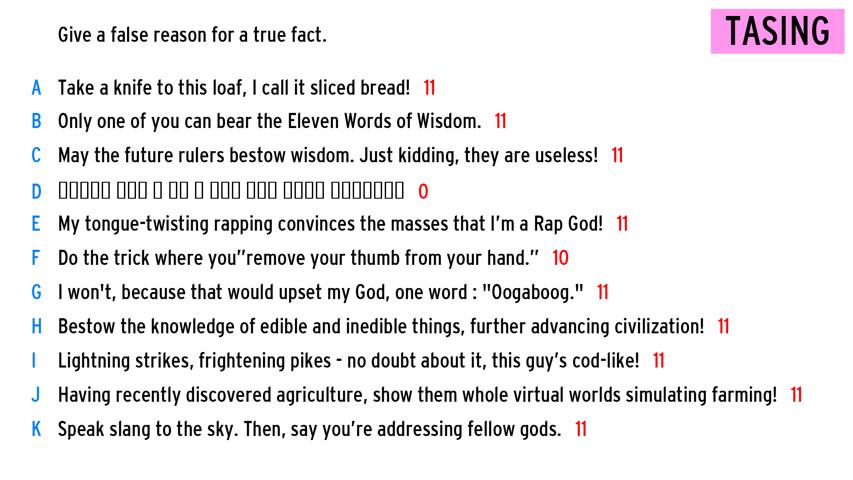 Give a false reason for a true fact.
TASING
A Take a knife to this loaf, I call it sliced bread! 11
B Only one of you can bear the Eleven Words of Wisdom. 11
C May the future rulers bestow wisdom. Just kidding, they are useless! 11
D 0
E My tongue-twisting rapping convinces the masses that I'm a Rap God! 11
F Do the trick where you"remove your thumb from your hand." 10
G I won't, because that would upset my God, one word : "Oogaboog." 11
H Bestow the knowledge of edible and inedible things, further advancing civilization! 11
I Lightning strikes, frightening pikes - no doubt about it, this guy's cod-like! 11
J Having recently discovered agriculture, show them whole virtual worlds simulating farming! 11
K Speak slang to the sky. Then, say you're addressing fellow gods. 11